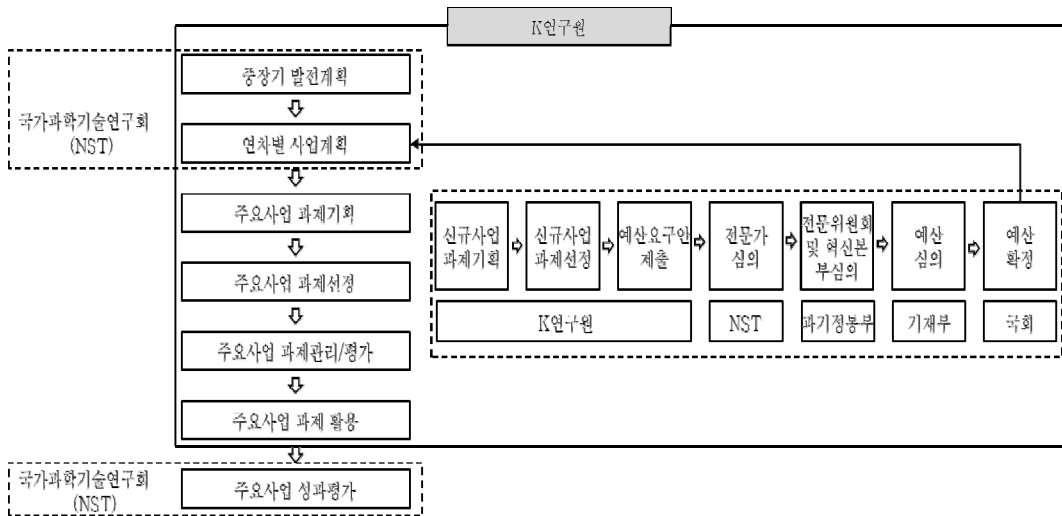 K연구원
국가과학기술연구회
(NST)
중장기 발전계획
연차별 사업계획
주요사업 과제기획
주요사업 과제선정
주요사업 과제관리/평가
주요사업 과제 활용
신규사업
과제기획
신규사업
과제선정
예산요구안
제출
전문가
심의
전문위원회
및 혁신본
부심의
예산
심의
예산
확정
K연구원
NST
과기정통부
기재부
국회
국가과학기술연구회
(NST)
주요사업 성과평가